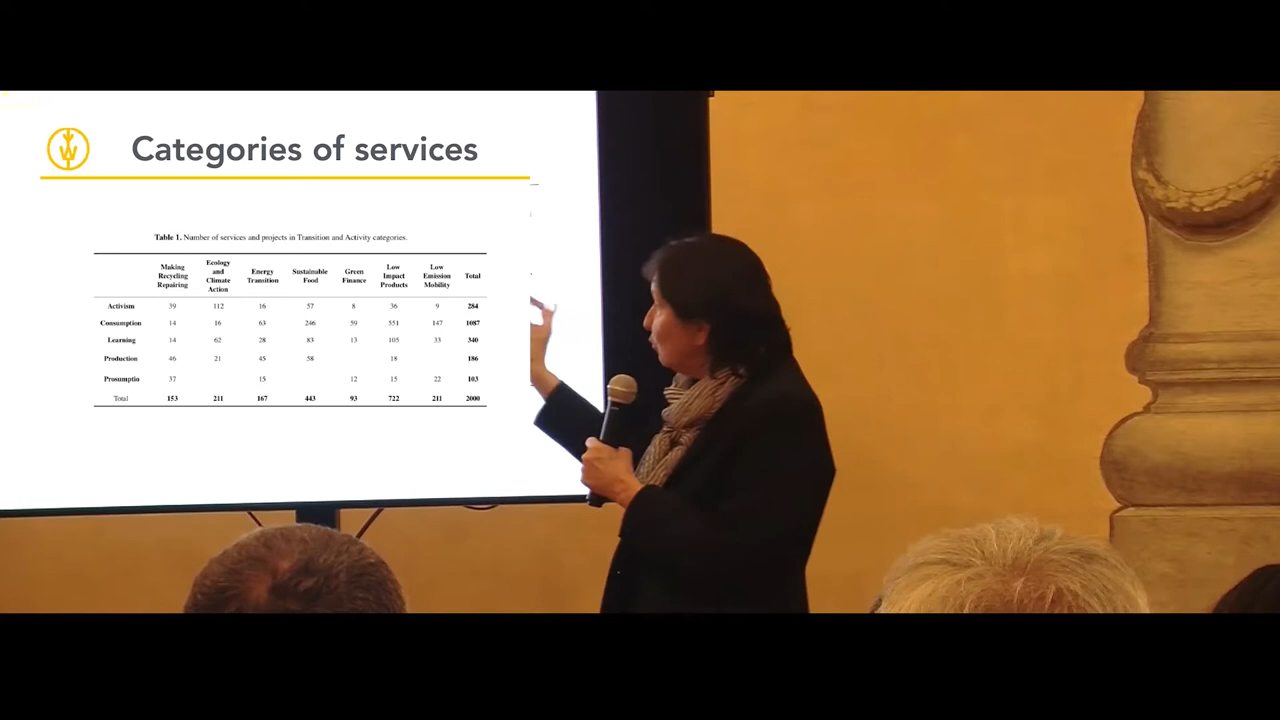 Categories of services
Table 1. Number of services and projects in Transition and Activity categories.
Making Recycling Repairing Ecology and Climate Action Energy Transition Sustainable Food Green Finance Low Impact Products Low Emission Mobility Total
Activism 39 112 16 57 8 36 9 284
Consumption 14 16 63 246 59 551 147 1087
Learning 14 62 28 83 13 105 33 340
Production 46 21 45 58 18 186
Prosumptio 37 15 12 15 22 103
Total 153 211 167 443 93 722 211 2000